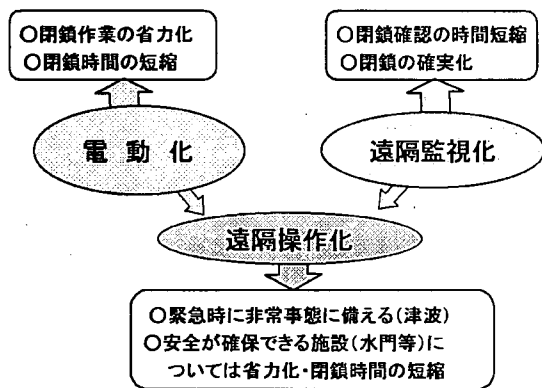 ○閉鎖作業の省力化
○閉鎖時間の短縮
○閉鎖確認の時間短縮
○閉鎖の確実化
電動化
遠隔監視化
遠隔操作化
○緊急時に非常事態に備える(津波)
○安全が確保できる施設(水門等)に
ついては省力化・閉鎖時間の短縮